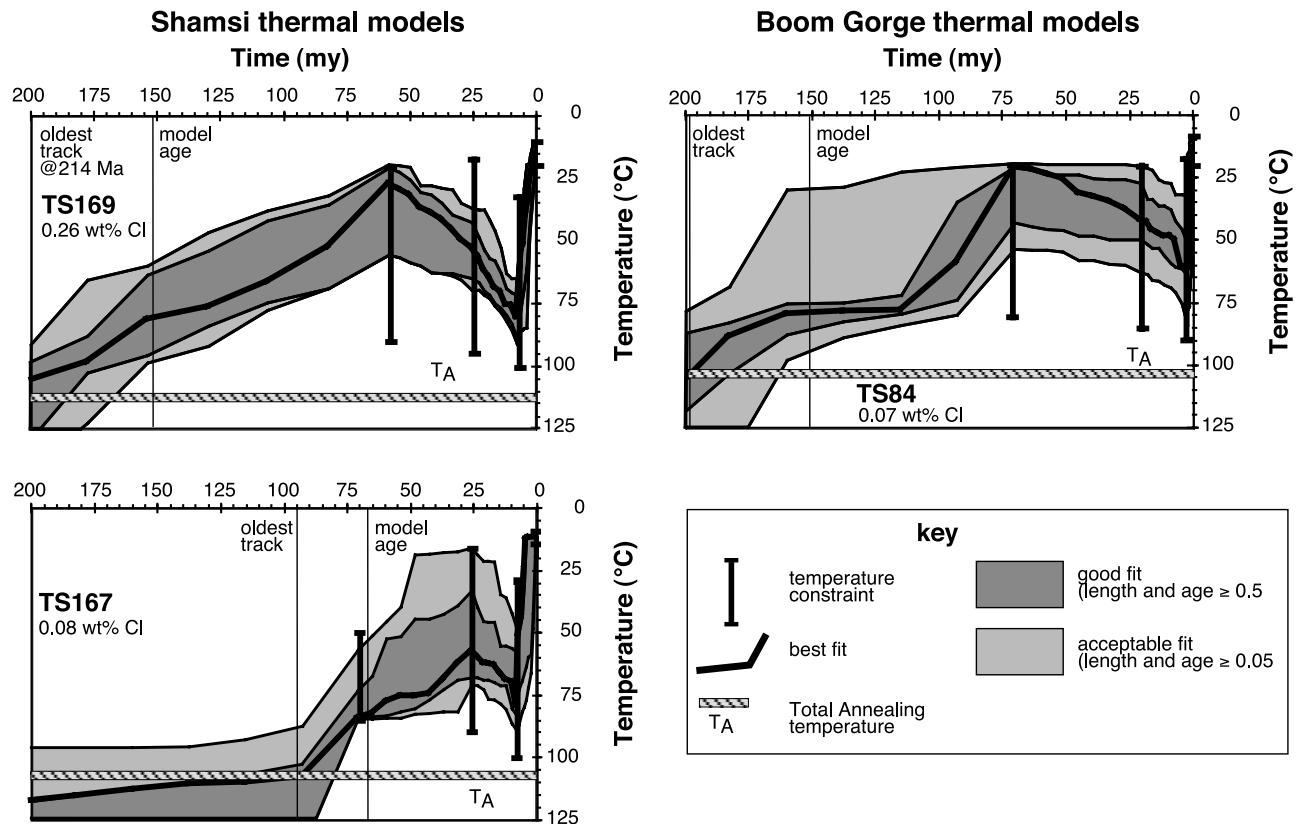 Shamsi thermal models
Time (my)
200 175 150 125 100 75 50 25 0
oldest
track
@214 Ma
model
age
TS169
0.26 wt% Cl
TA
0
25
50
75
100
125
Temperature (°C)
Boom Gorge thermal models
Time (my)
200 175 150 125 100 75 50 25 0
oldest
track
model
age
TA
TS84
0.07 wt% Cl
0
25
50
75
100
125
Temperature (°C)
200 175 150 125 100 75 50 25 0
oldest
track
model
age
TS167
0.08 wt% Cl
TA
0
25
50
75
100
125
Temperature (°C)
key
temperature
constraint
best fit
TA
Total Annealing
temperature
good fit
(length and age ≥ 0.5
acceptable fit
(length and age ≥ 0.05